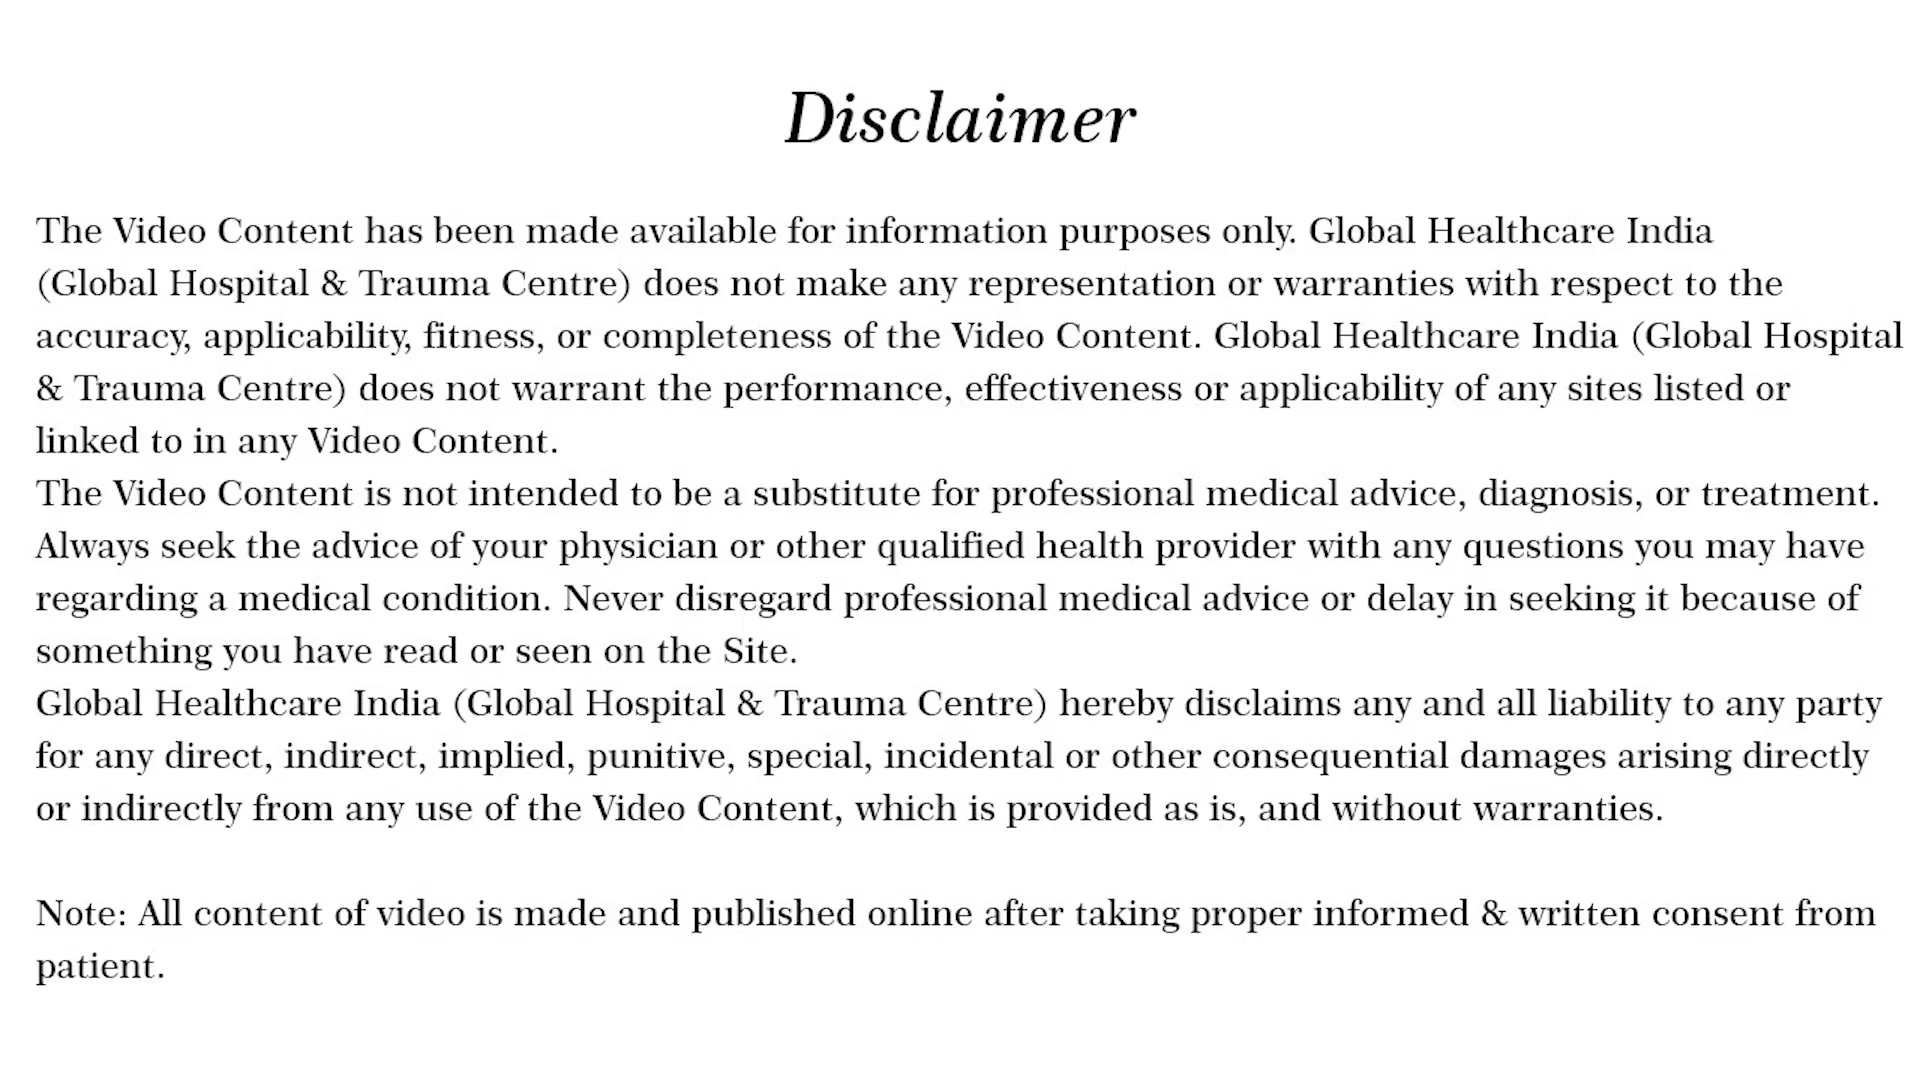 Disclaimer
The Video Content has been made available for information purposes only. Global Healthcare India
(Global Hospital & Trauma Centre) does not make any representation or warranties with respect to the
accuracy, applicability, fitness, or completeness of the Video Content. Global Healthcare India (Global Hospital
& Trauma Centre) does not warrant the performance, effectiveness or applicability of any sites listed or
linked to in any Video Content.
The Video Content is not intended to be a substitute for professional medical advice, diagnosis, or treatment.
Always seek the advice of your physician or other qualified health provider with any questions you may have
regarding a medical condition. Never disregard professional medical advice or delay in seeking it because of
something you have read or seen on the Site.
Global Healthcare India (Global Hospital & Trauma Centre) hereby disclaims any and all liability to any party
for any direct, indirect, implied, punitive, special, incidental or other consequential damages arising directly
or indirectly from any use of the Video Content, which is provided as is, and without warranties.
Note: All content of video is made and published online after taking proper informed & written consent from
patient.